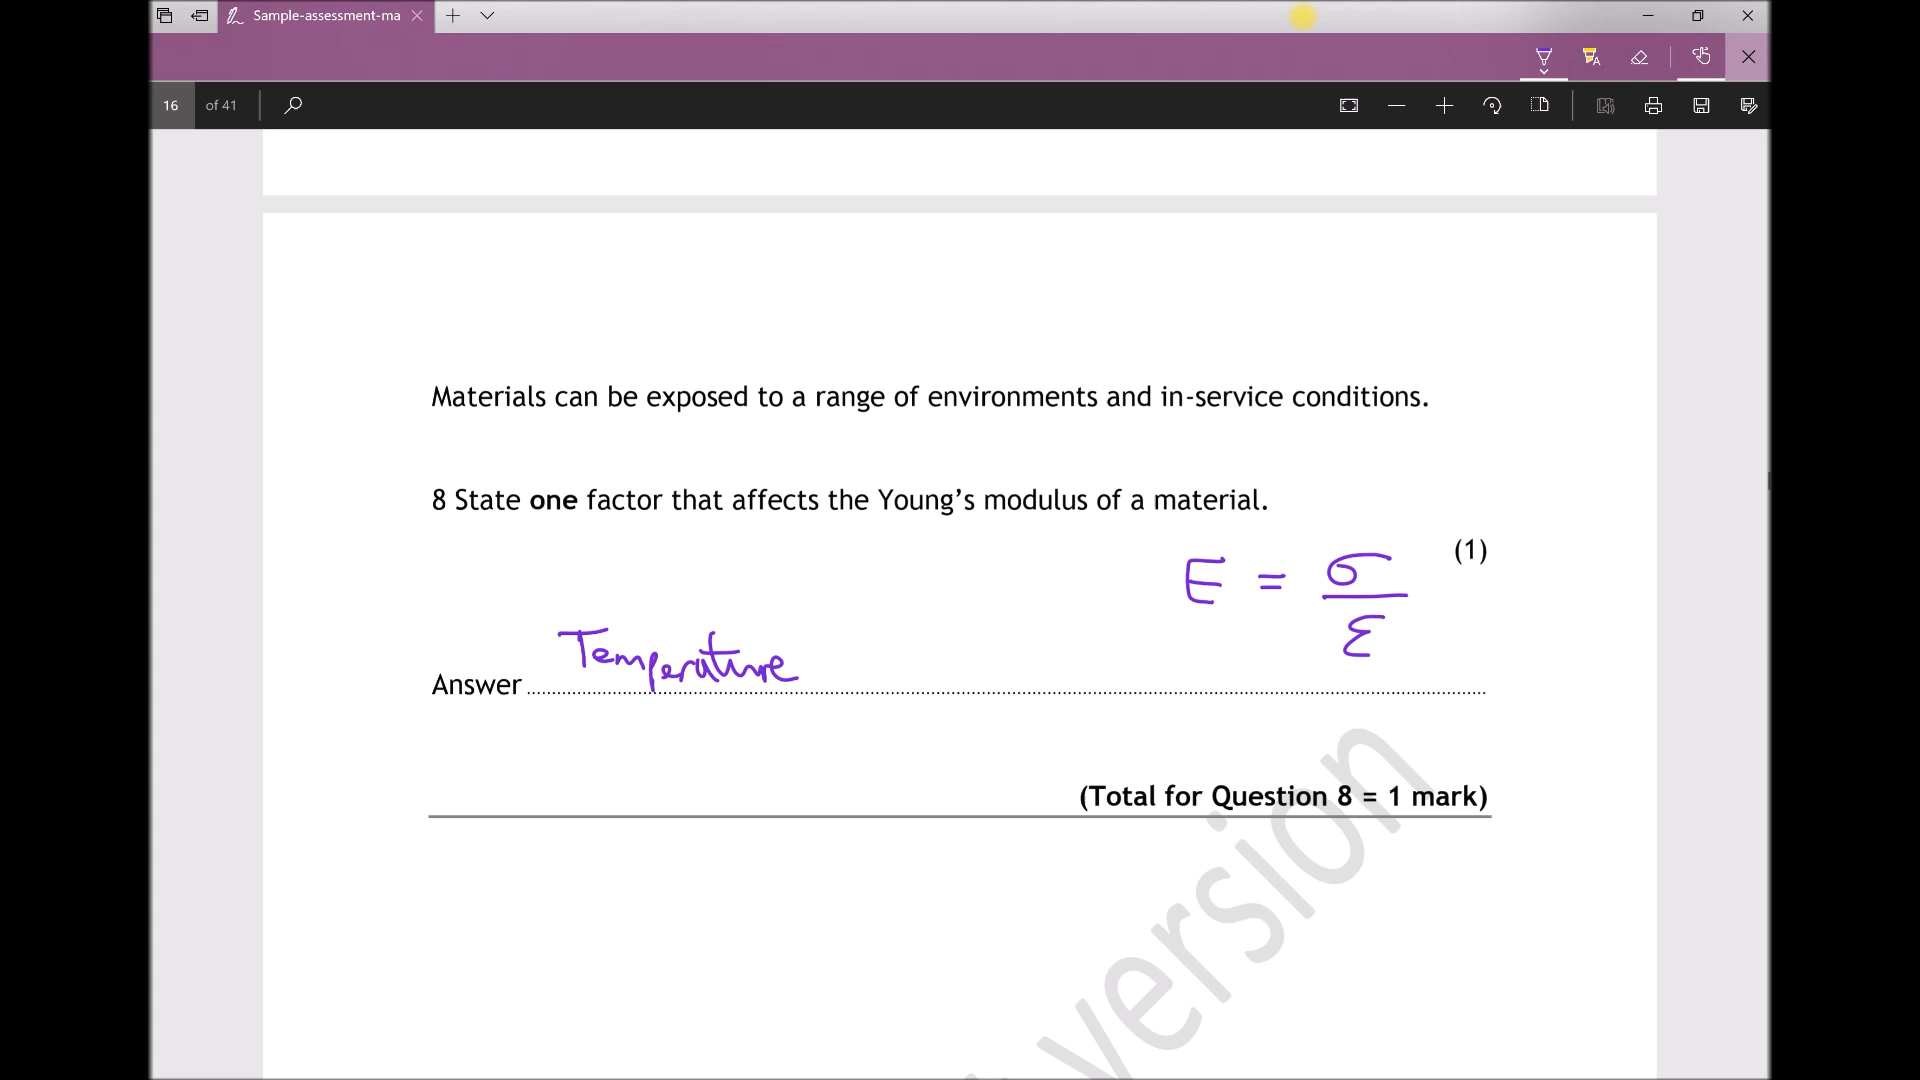 Sample-assessment-ma
16 of 41
Materials can be exposed to a range of environments and in-service conditions.
8 State one factor that affects the Young’s modulus of a material.
(1)
E = σ
ε
Temperature
Answer ........................................................................................................
(Total for Question 8 = 1 mark)
version